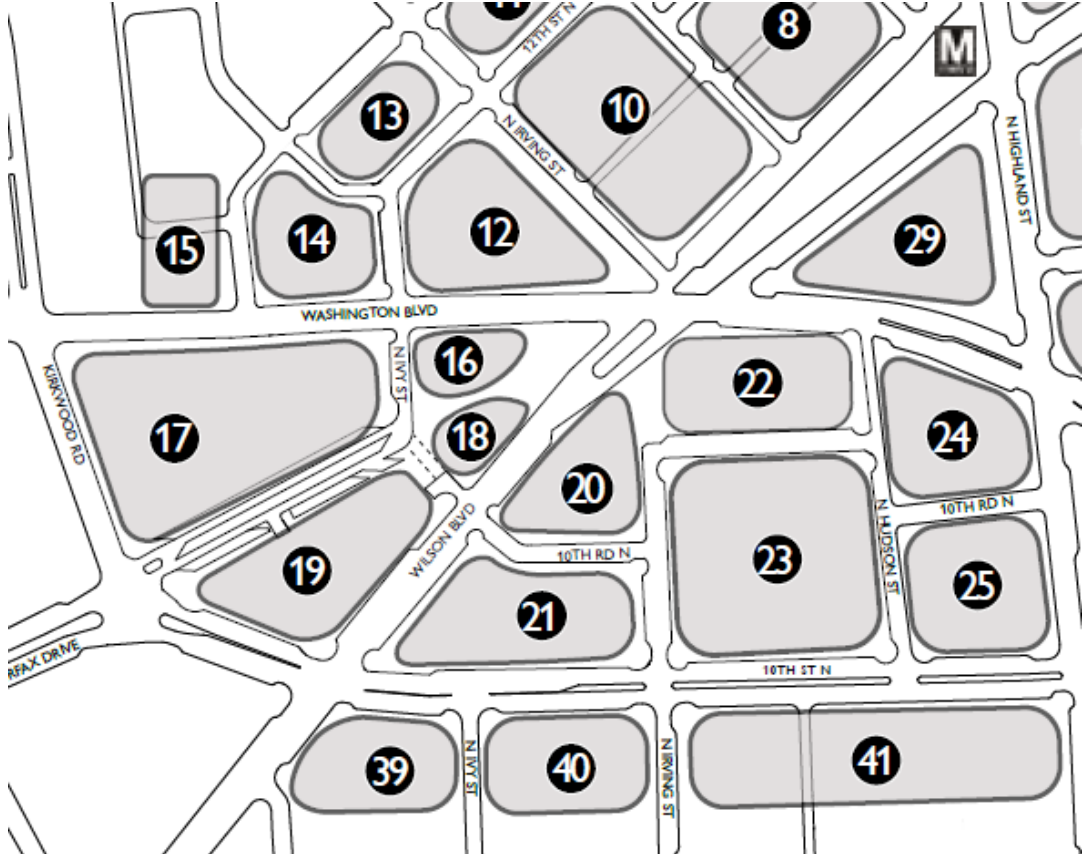 11
12TH ST N
8
M
13
10
N IRVING ST
N HIGHLAND ST
15
14
12
29
WASHINGTON BLVD
KIRKWOOD RD
N IVY ST
16
22
17
18
24
20
10TH RD N
WILSON BLVD
N HUDSON ST
19
10TH RD N
23
25
21
RFAX DRIVE
10TH ST N
39
N IVY ST
40
N IRVING ST
41